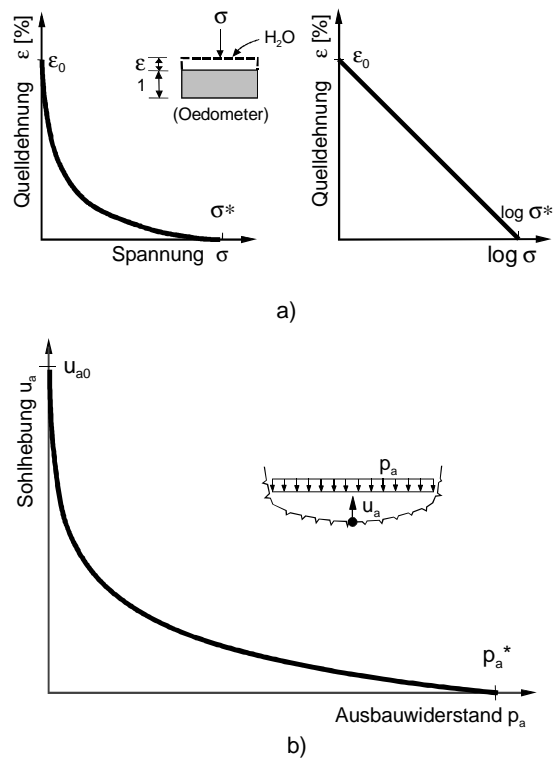 Quelldehnung ε [%]
ε₀
σ
H₂O
ε
1
(Oedometer)
σ*
Spannung σ
Quelldehnung ε [%]
ε₀
log σ*
log σ
a)
Sohlhebung uₐ
uₐ₀
pₐ
uₐ
pₐ*
Ausbauwiderstand pₐ
b)